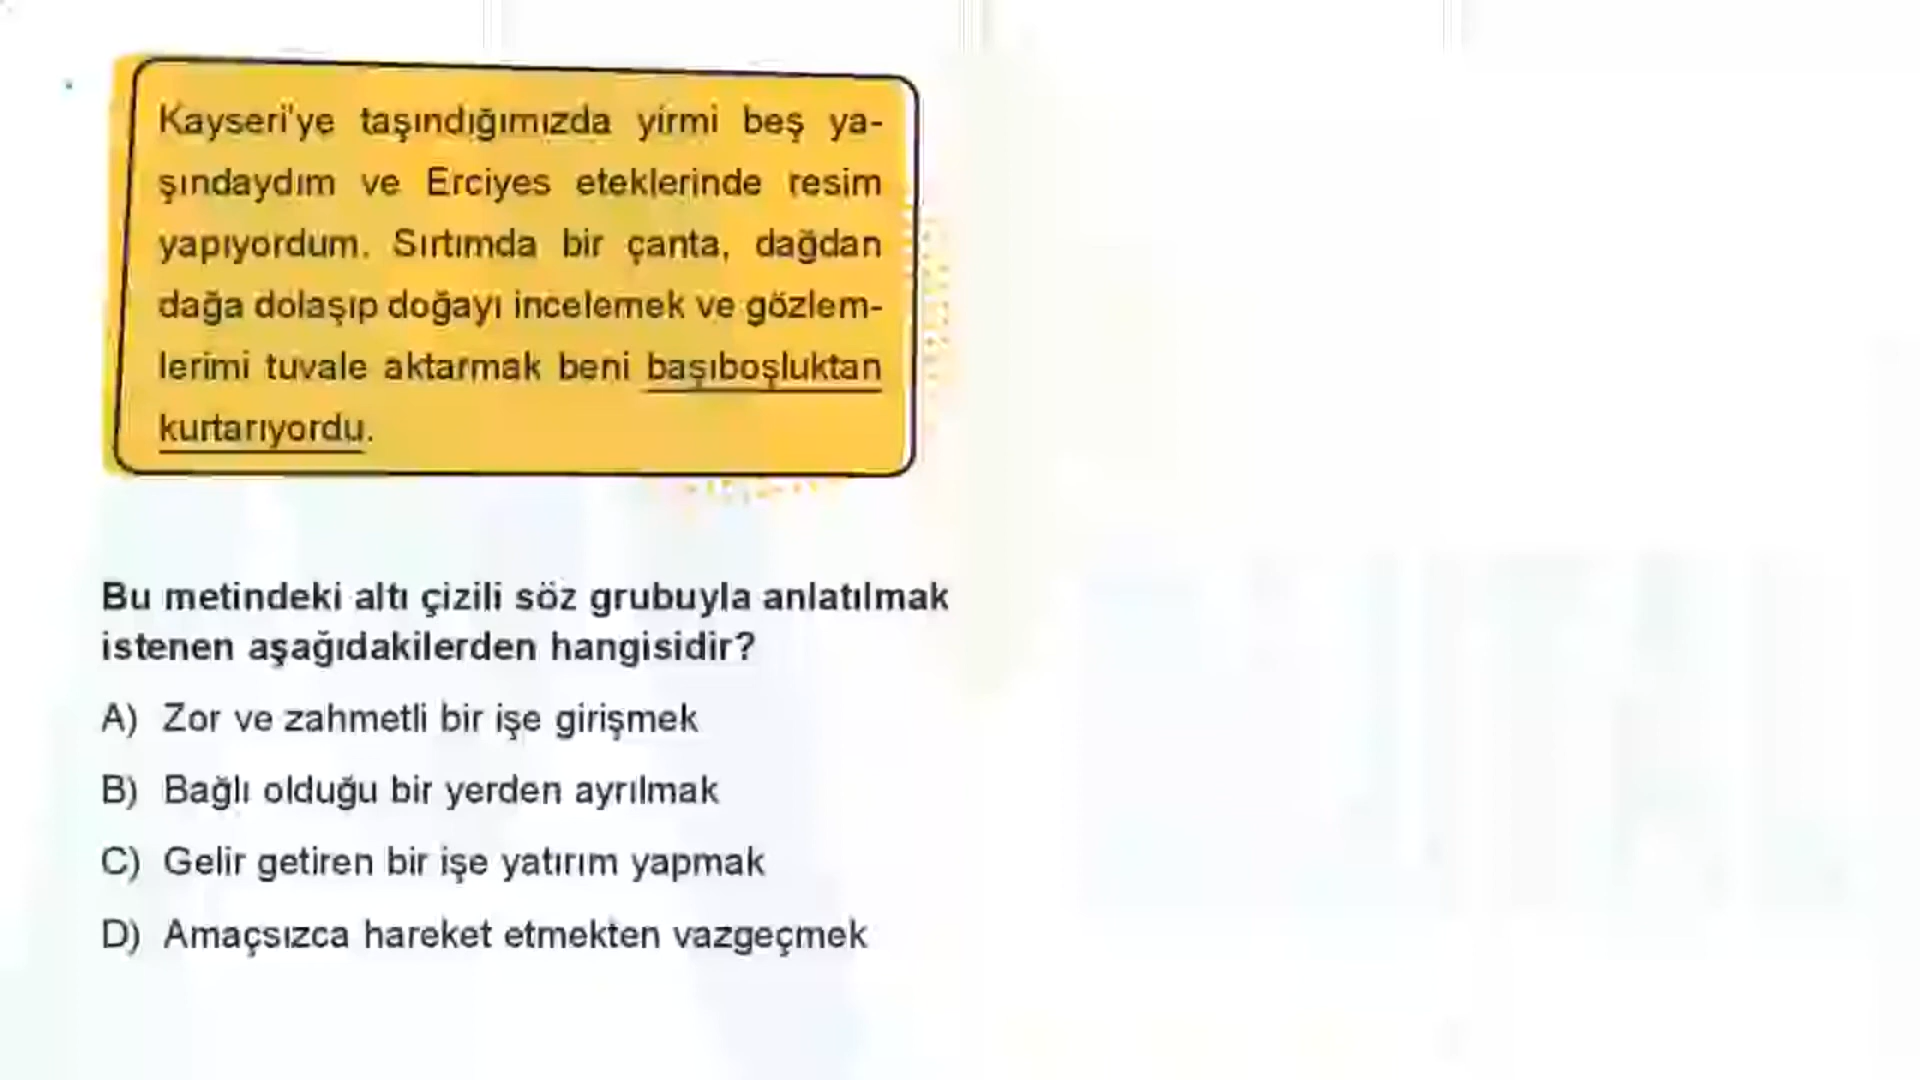 Kayseri'ye taşındığımızda yirmi beş ya-
şındaydım ve Erciyes eteklerinde resim
yapıyordum. Sırtımda bir çanta, dağdan
dağa dolaşıp doğayı incelemek ve gözlem-
lerimi tuvale aktarmak beni başıboşluktan
kurtarıyordu.
Bu metindeki altı çizili söz grubuyla anlatılmak
istenen aşağıdakilerden hangisidir?
A) Zor ve zahmetli bir işe girişmek
B) Bağlı olduğu bir yerden ayrılmak
C) Gelir getiren bir işe yatırım yapmak
D) Amaçsızca hareket etmekten vazgeçmek